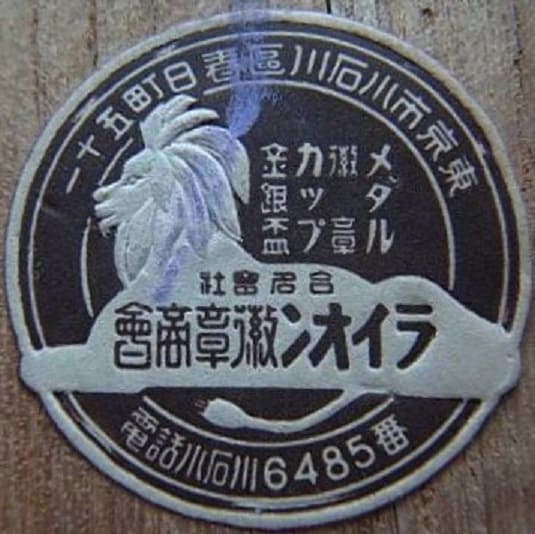 東京市小石川區春日町五十一
メダル
徽章
カップ
金銀盃
合名會社
ライオン徽章商會
電話小石川6485番